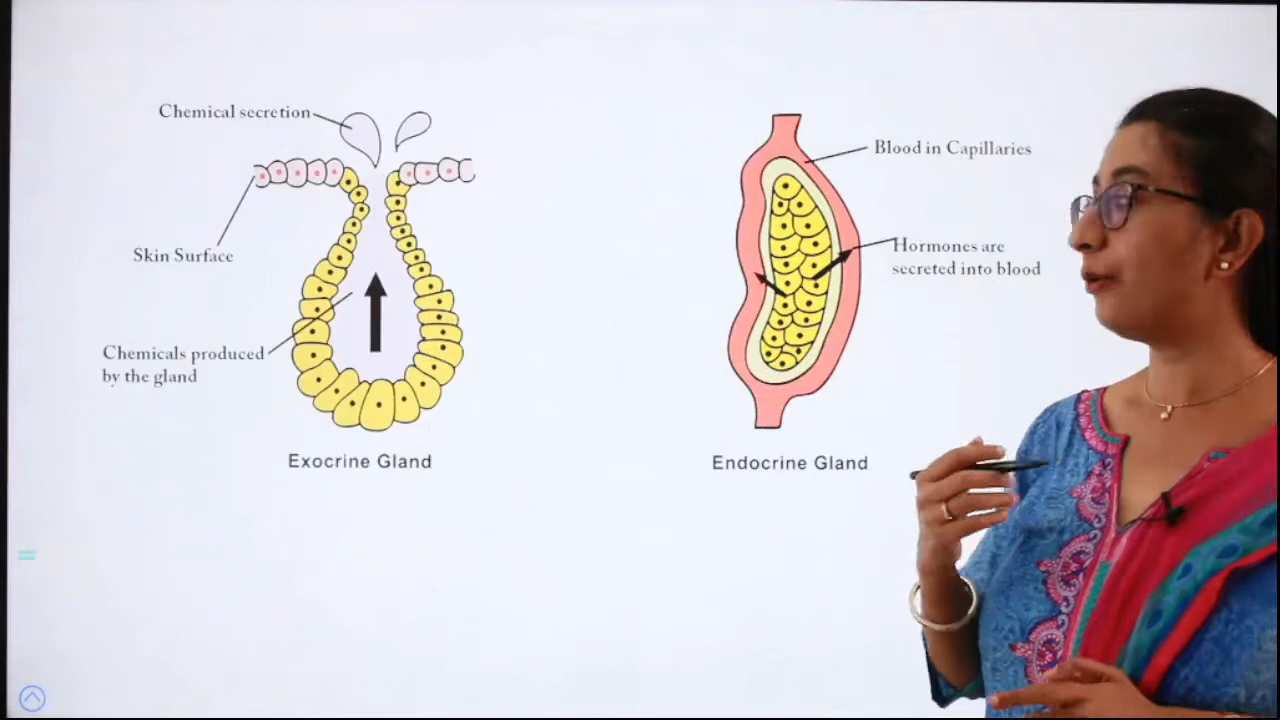 Chemical secretion
Skin Surface
Chemicals produced
by the gland
Exocrine Gland
Blood in Capillaries
Hormones are
secreted into blood
Endocrine Gland